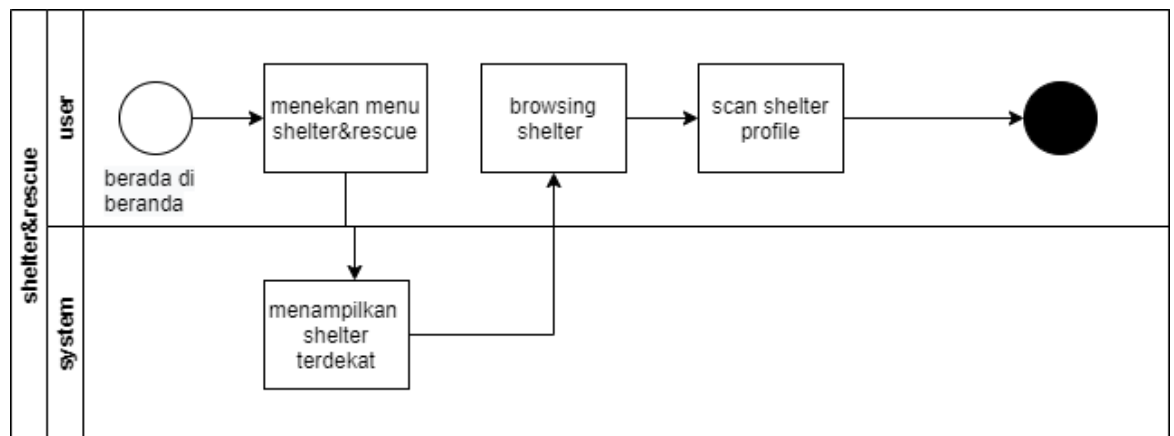 shelter&rescue
user
berada di
beranda
menekan menu
shelter&rescue
browsing
shelter
scan shelter
profile
system
menampilkan
shelter
terdekat